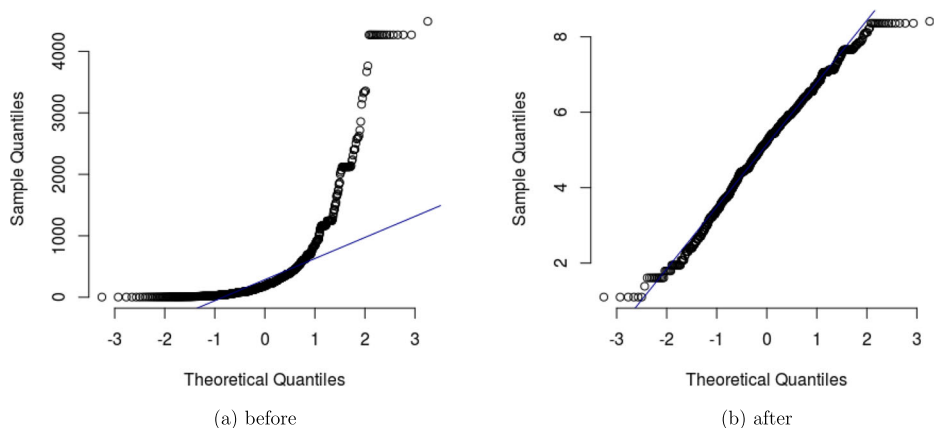 Sample Quantiles
4000
3000
2000
1000
0
-3 -2 -1 0 1 2 3
Theoretical Quantiles
(a) before
Sample Quantiles
8
6
4
2
-3 -2 -1 0 1 2 3
Theoretical Quantiles
(b) after